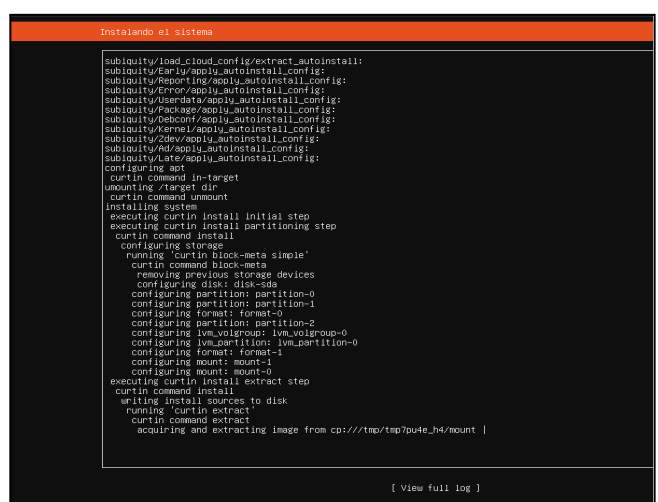 Instalando el sistema
subiquity/load_cloud_config/extract_autoinstall:
subiquity/Early/apply_autoinstall_config:
subiquity/Reporting/apply_autoinstall_config:
subiquity/Error/apply_autoinstall_config:
subiquity/Userdata/apply_autoinstall_config:
subiquity/Package/apply_autoinstall_config:
subiquity/Debconf/apply_autoinstall_config:
subiquity/Kernel/apply_autoinstall_config:
subiquity/Zdev/apply_autoinstall_config:
subiquity/Ad/apply_autoinstall_config:
subiquity/Late/apply_autoinstall_config:
configuring apt
curtin command in-target
umounting /target dir
curtin command unmount
installing system
executing curtin install initial step
executing curtin install partitioning step
curtin command install
configuring storage
running 'curtin block-meta simple'
curtin command block-meta
removing previous storage devices
configuring disk: disk-sda
configuring partition: partition-0
configuring partition: partition-1
configuring format: format-0
configuring partition: partition-2
configuring lvm_volgroup: lvm_volgroup-0
configuring lvm_partition: lvm_partition-0
configuring format: format-1
configuring mount: mount-1
configuring mount: mount-0
executing curtin install extract step
curtin command install
writing install sources to disk
running 'curtin extract'
curtin command extract
acquiring and extracting image from cp:///tmp/tmp7pu4e_h4/mount |
[ View full log ]